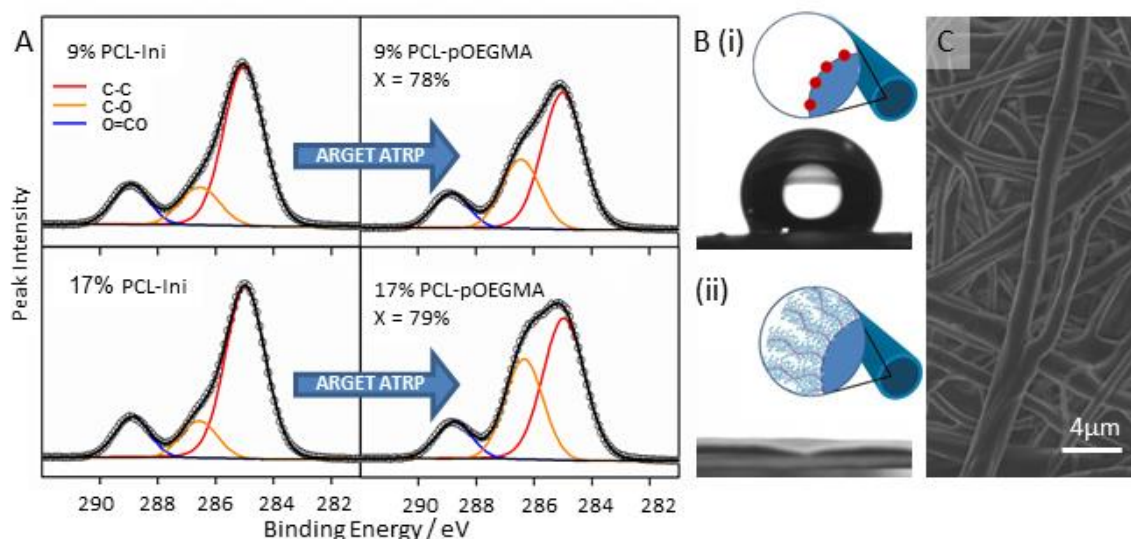 A
9% PCL-Ini
C-C
C-O
O=CO
9% PCL-pOEGMA
X = 78%
ARGET ATRP
17% PCL-Ini
17% PCL-pOEGMA
X = 79%
ARGET ATRP
Peak Intensity
290 288 286 284 282 290 288 286 284 282
Binding Energy / eV
B (i)
(ii)
C
4µm